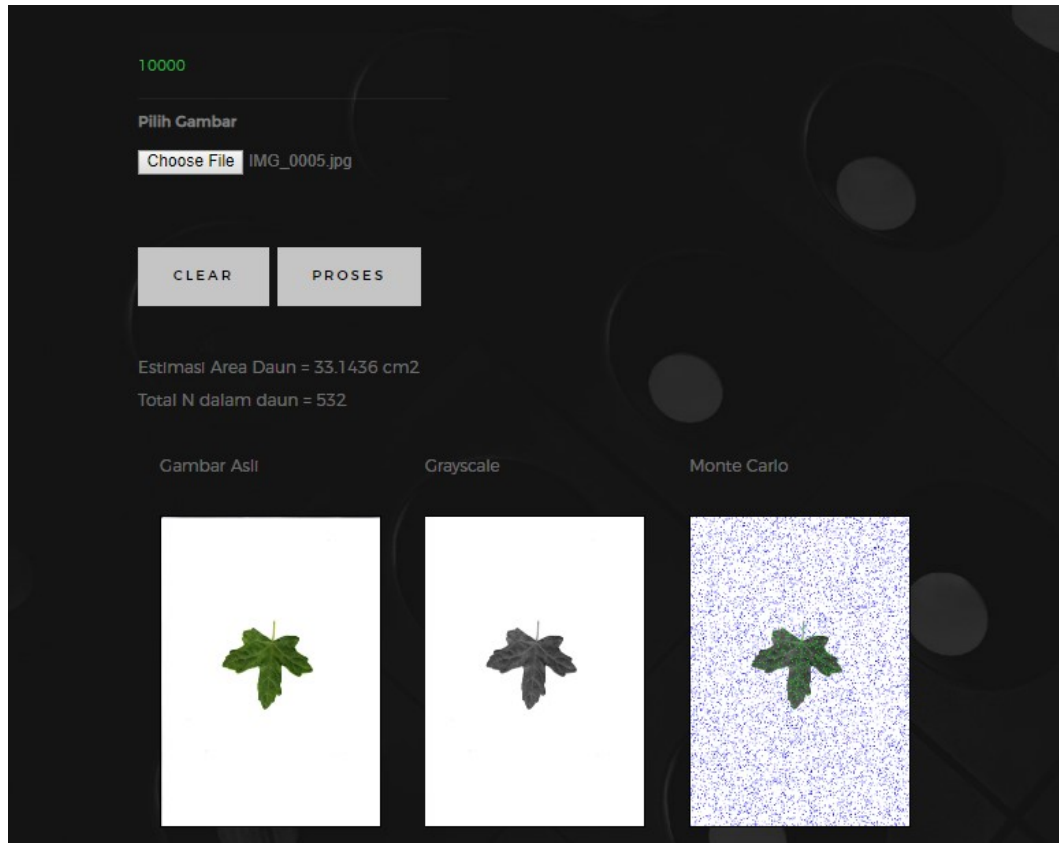 10000
Pilih Gambar
Choose File IMG_0005.jpg
CLEAR PROSES
Estimasi Area Daun = 33.1436 cm2
Total N dalam daun = 532
Gambar Asli Grayscale Monte Carlo